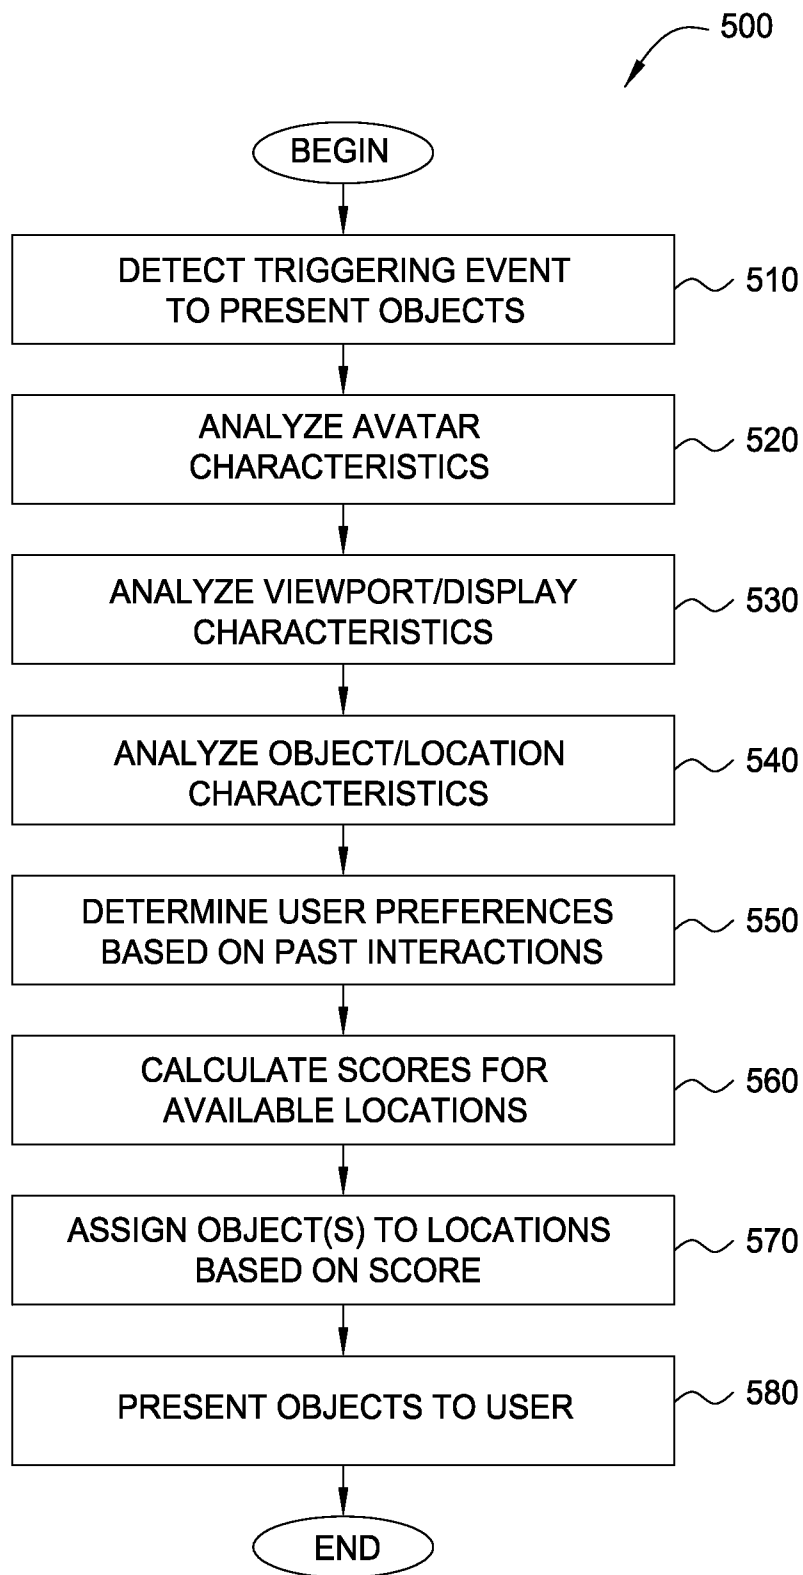 500
BEGIN
DETECT TRIGGERING EVENT
TO PRESENT OBJECTS
510
ANALYZE AVATAR
CHARACTERISTICS
520
ANALYZE VIEWPORT/DISPLAY
CHARACTERISTICS
530
ANALYZE OBJECT/LOCATION
CHARACTERISTICS
540
DETERMINE USER PREFERENCES
BASED ON PAST INTERACTIONS
550
CALCULATE SCORES FOR
AVAILABLE LOCATIONS
560
ASSIGN OBJECT(S) TO LOCATIONS
BASED ON SCORE
570
PRESENT OBJECTS TO USER
580
END